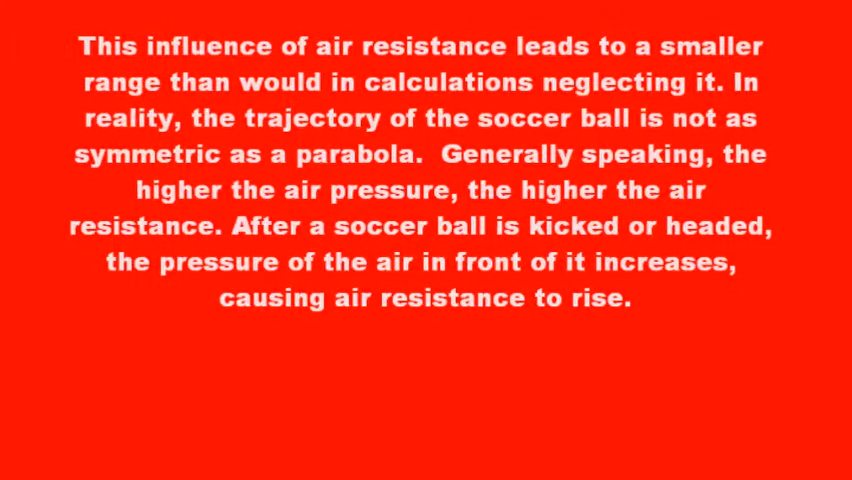 This influence of air resistance leads to a smaller
range than would in calculations neglecting it. In
reality, the trajectory of the soccer ball is not as
symmetric as a parabola.  Generally speaking, the
higher the air pressure, the higher the air
resistance. After a soccer ball is kicked or headed,
the pressure of the air in front of it increases,
causing air resistance to rise.